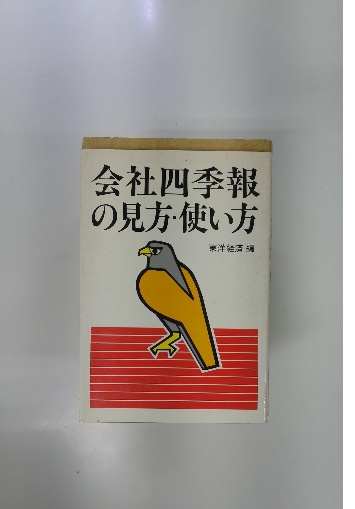 会社四季報
の見方·使い方
東洋経済 編